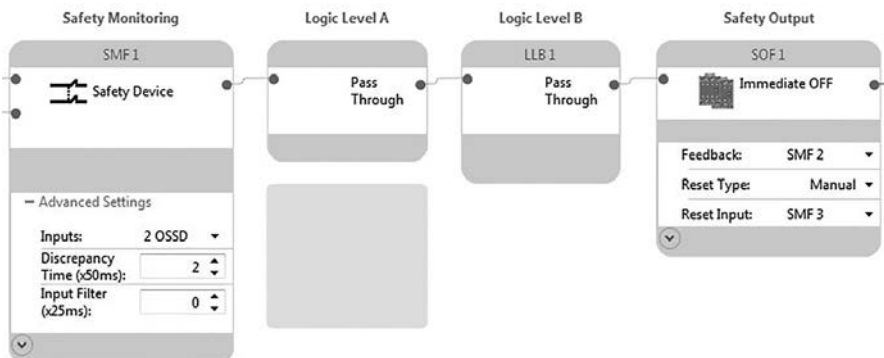 Safety Monitoring
Logic Level A
Logic Level B
Safety Output
SMF 1
LLB 1
SOF 1
Safety Device
Pass
Through
Pass
Through
Immediate OFF
Feedback: SMF 2
Reset Type: Manual
Reset Input: SMF 3
Advanced Settings
Inputs: 2 OSSD
Discrepancy
Time (x50ms): 2
Input Filter
(x25ms): 0